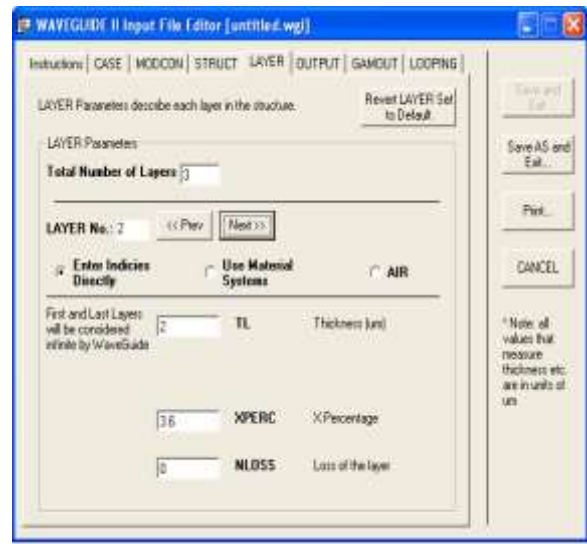 WAVEGUIDE II Input File Editor [untitled.wgi]
Instructions CASE MODCON STRUCT LAYER OUTPUT GAMOUT LOOPING
LAYER Parameters describe each layer in the structure.
Revert LAYER Set
to Default
LAYER Parameters
Total Number of Layers 3
LAYER No.: 2 << Prev Next >>
Enter Indicies
Directly
Use Material
Systems
AIR
First and Last Layers
will be considered
infinite by WaveGuide
2 TL Thickness (um)
3.6 XPERC X Percentage
0 NLOSS Loss of the layer
Save and
Exit
Save AS and
Exit...
Print...
CANCEL
* Note: all
values that
measure
thickness etc.
are in units of
um